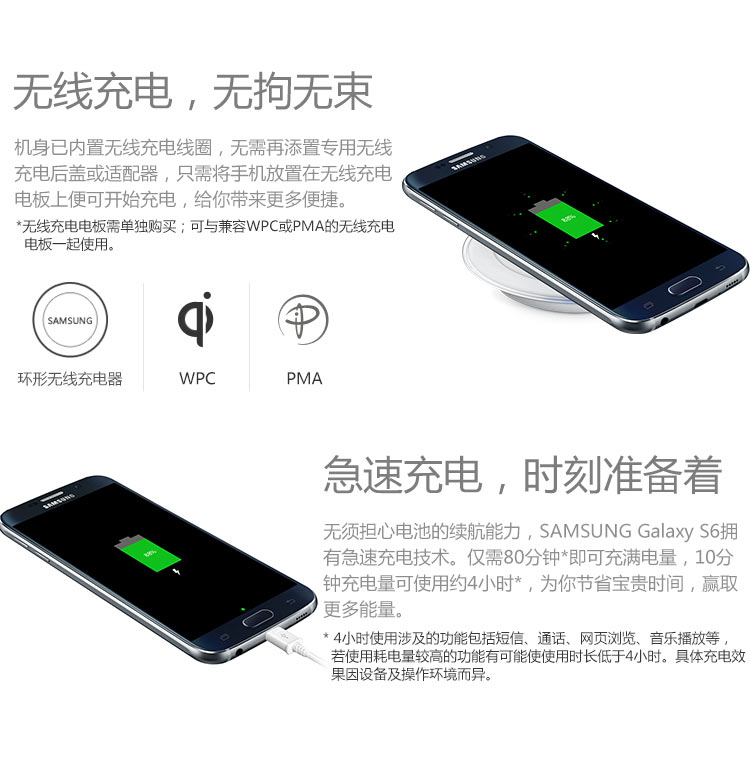 无线充电，无拘无束
机身已内置无线充电线圈，无需再添置专用无线
充电后盖或适配器，只需将手机放置在无线充电
电板上便可开始充电，给你带来更多便捷。
*无线充电电板需单独购买；可与兼容WPC或PMA的无线充电
电板一起使用。
SAMSUNG
88%
SAMSUNG
qi
环形无线充电器
WPC
PMA
急速充电，时刻准备着
SAMSUNG
88%
无须担心电池的续航能力，SAMSUNG Galaxy S6拥
有急速充电技术。仅需80分钟*即可充满电量，10分
钟充电量可使用约4小时*，为你节省宝贵时间，赢取
更多能量。
* 4小时使用涉及的功能包括短信、通话、网页浏览、音乐播放等，
若使用耗电量较高的功能有可能使使用时长低于4小时。具体充电效
果因设备及操作环境而异。